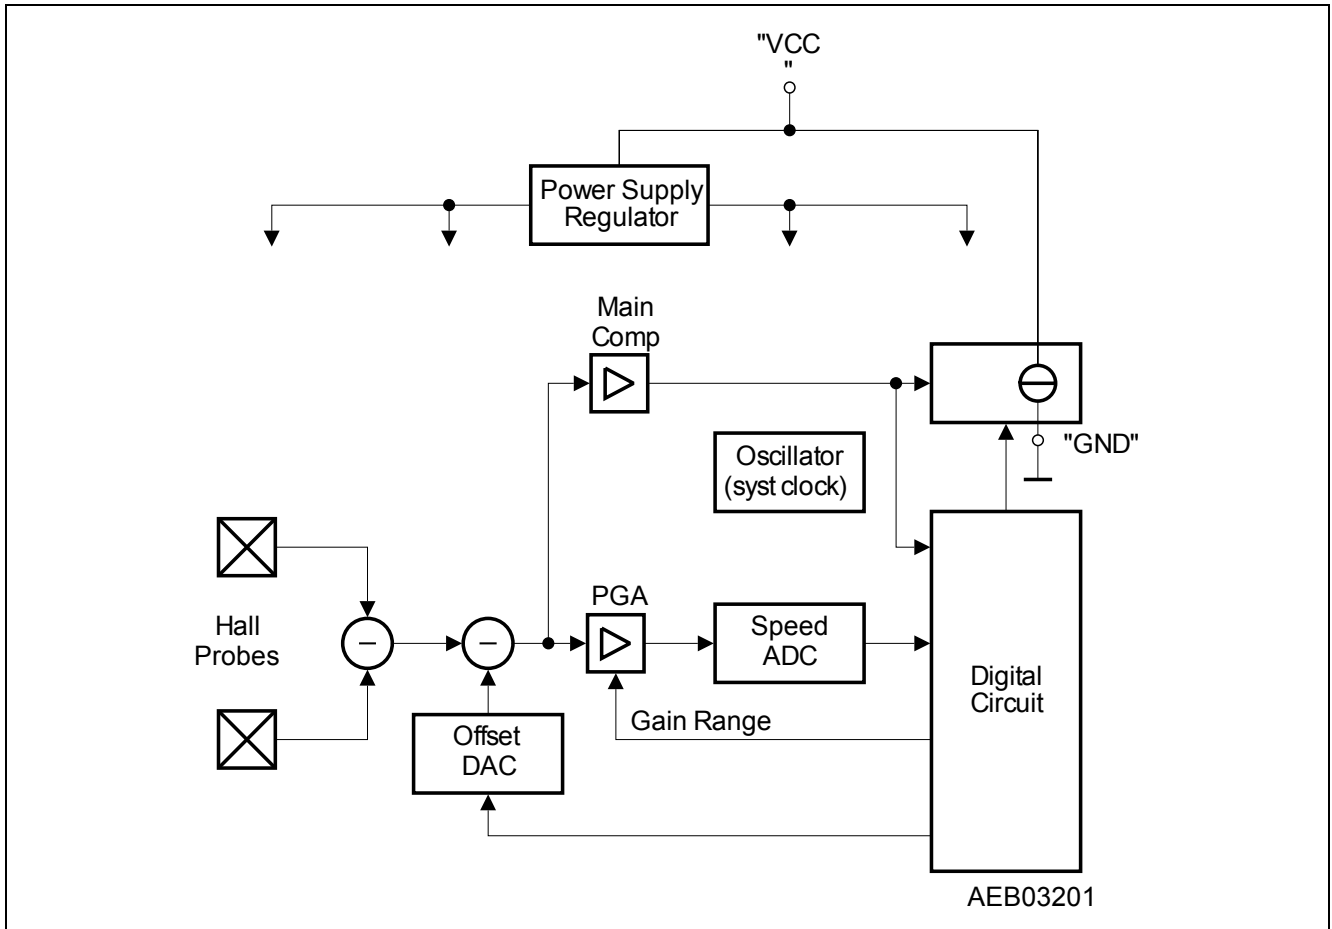 "VCC
"
Power Supply
Regulator
Main
Comp
"GND"
Oscillator
(syst clock)
PGA
Hall
Probes
Speed
ADC
Digital
Circuit
Gain Range
Offset
DAC
AEB03201